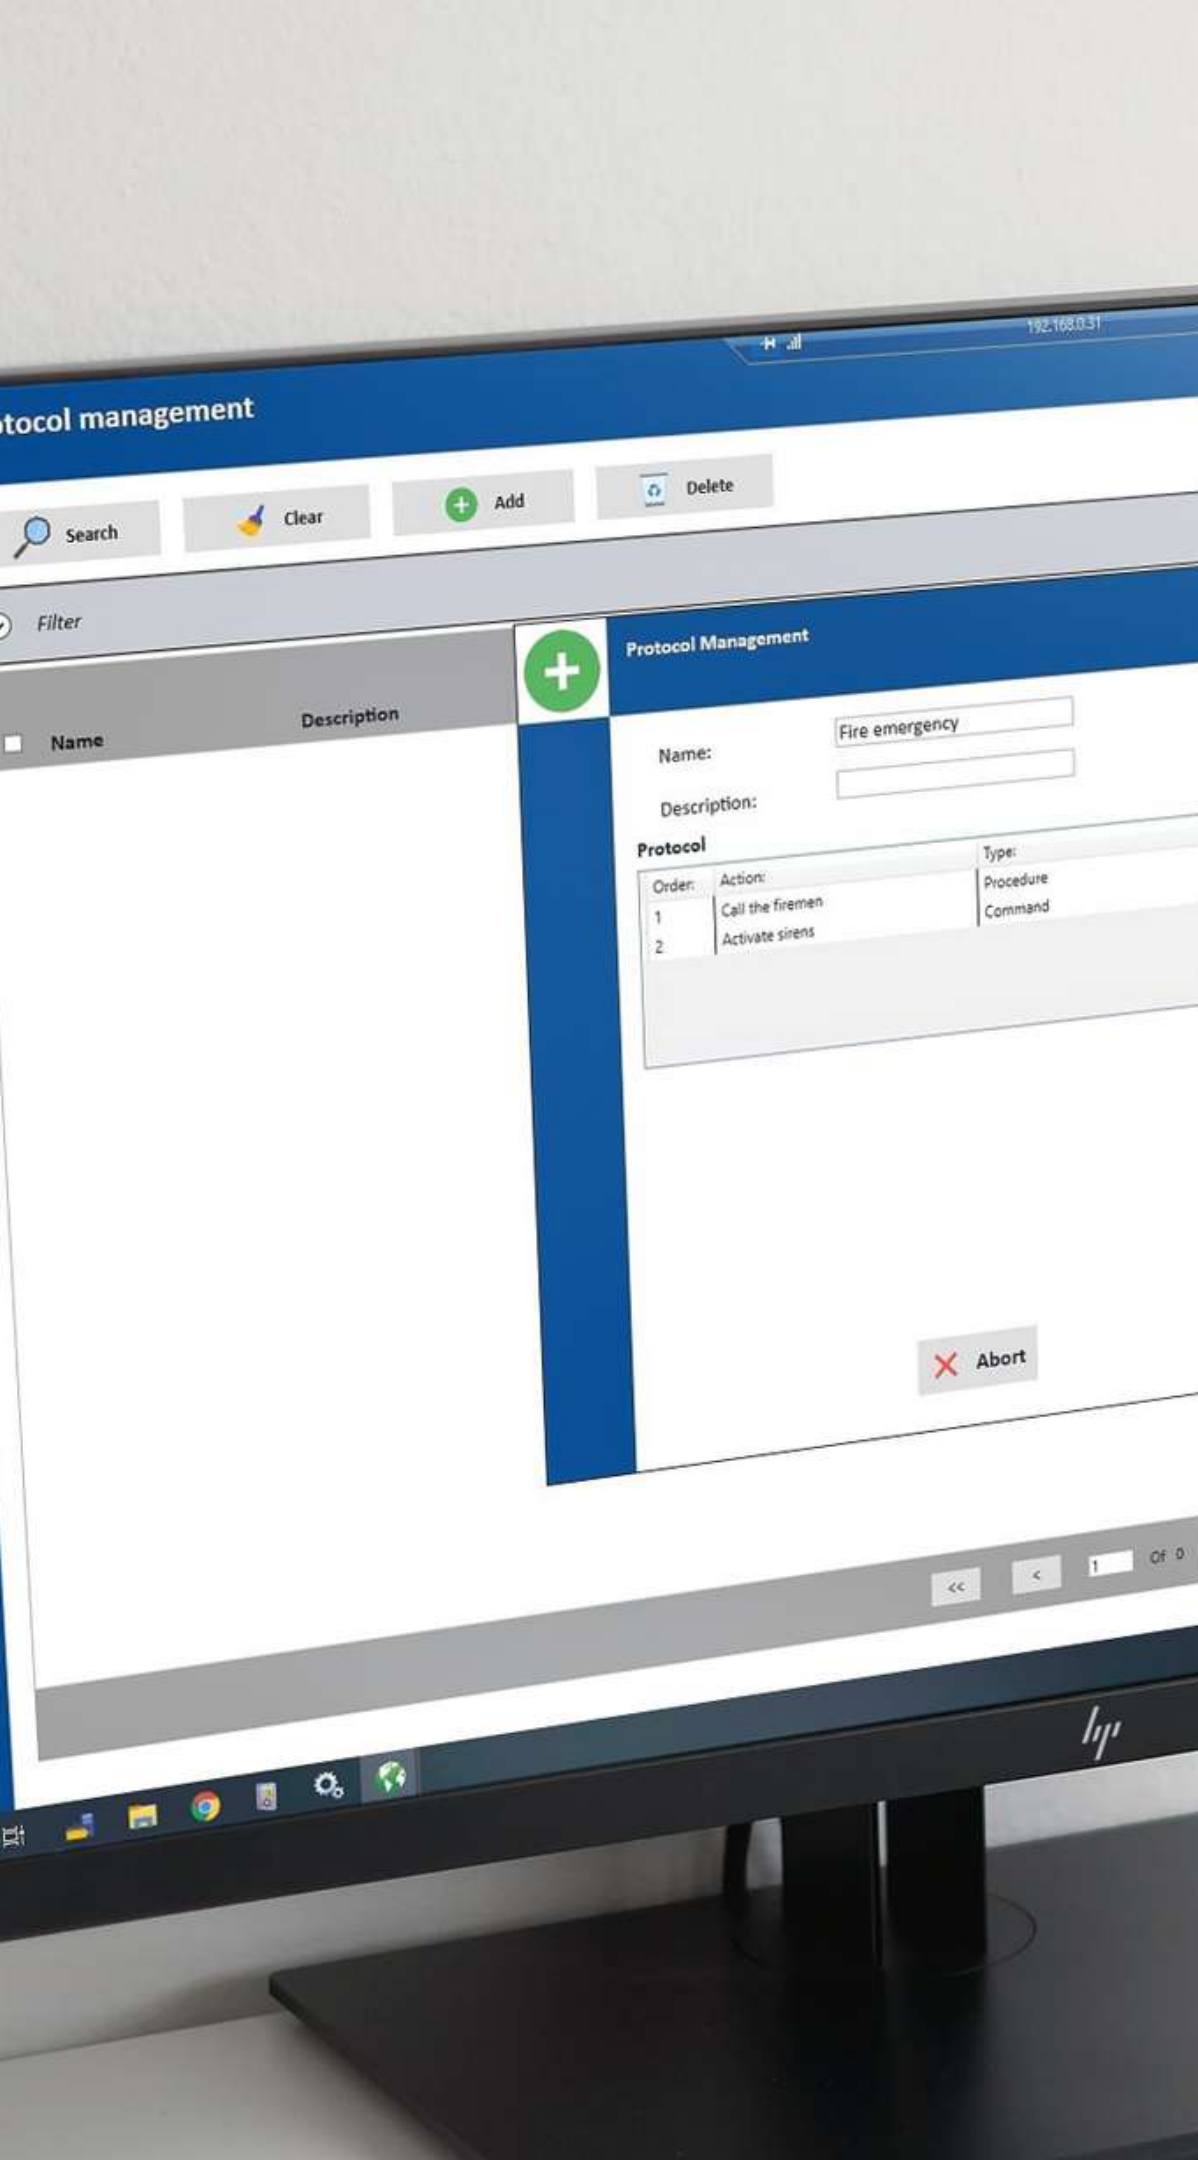 192.168.0.31
otocol management
Search
Clear
Add
Delete
Filter
Name
Description
Protocol Management
Name:
Fire emergency
Description:
Protocol
Order:
Action:
Type:
1
Call the firemen
Procedure
2
Activate sirens
Command
Abort
<<
<
1
Of 0
hp